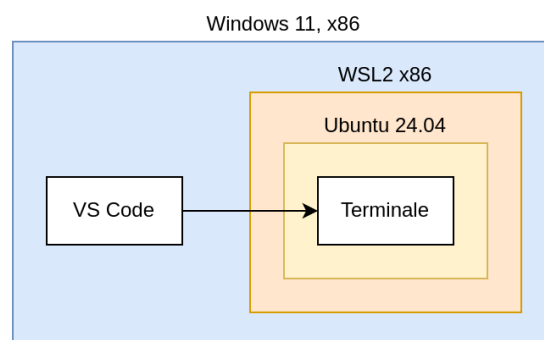 Windows 11, x86
WSL2 x86
Ubuntu 24.04
VS Code
Terminale